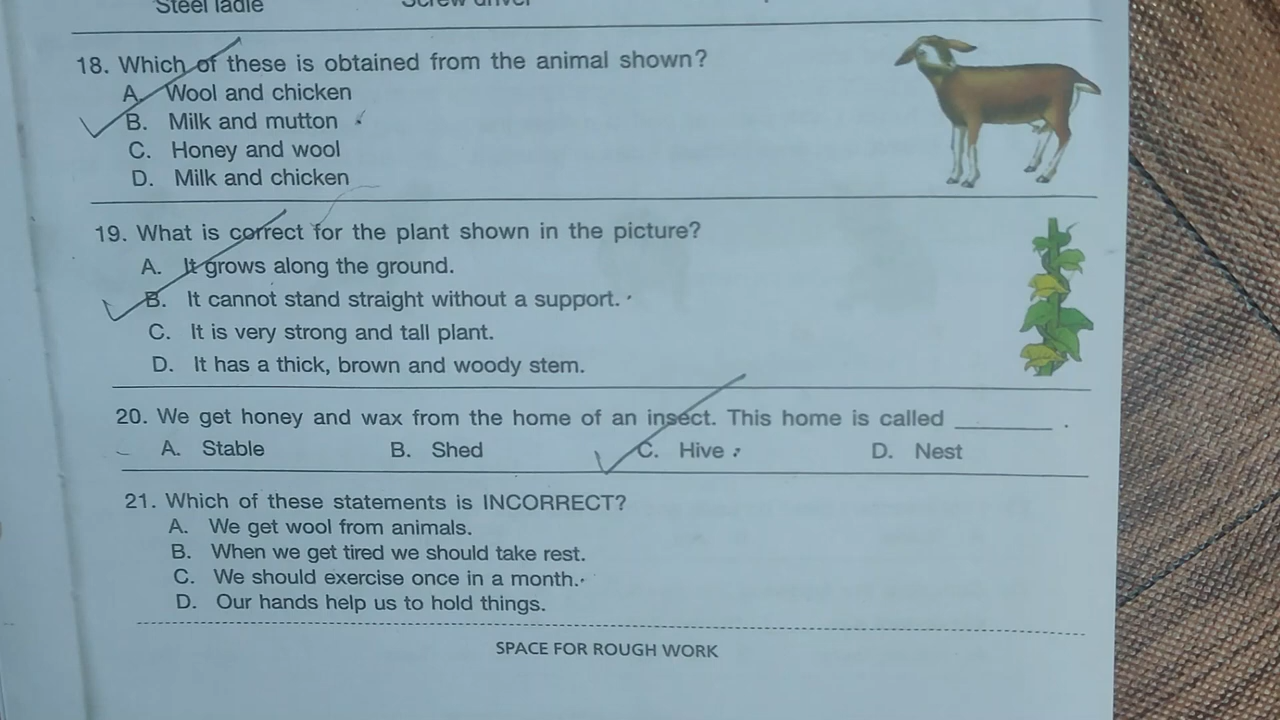 Steel ladle Screw driver
18. Which of these is obtained from the animal shown?
A. Wool and chicken
B. Milk and mutton
C. Honey and wool
D. Milk and chicken
19. What is correct for the plant shown in the picture?
A. It grows along the ground.
B. It cannot stand straight without a support.
C. It is very strong and tall plant.
D. It has a thick, brown and woody stem.
20. We get honey and wax from the home of an insect. This home is called ________ .
A. Stable B. Shed C. Hive D. Nest
21. Which of these statements is INCORRECT?
A. We get wool from animals.
B. When we get tired we should take rest.
C. We should exercise once in a month.
D. Our hands help us to hold things.
SPACE FOR ROUGH WORK